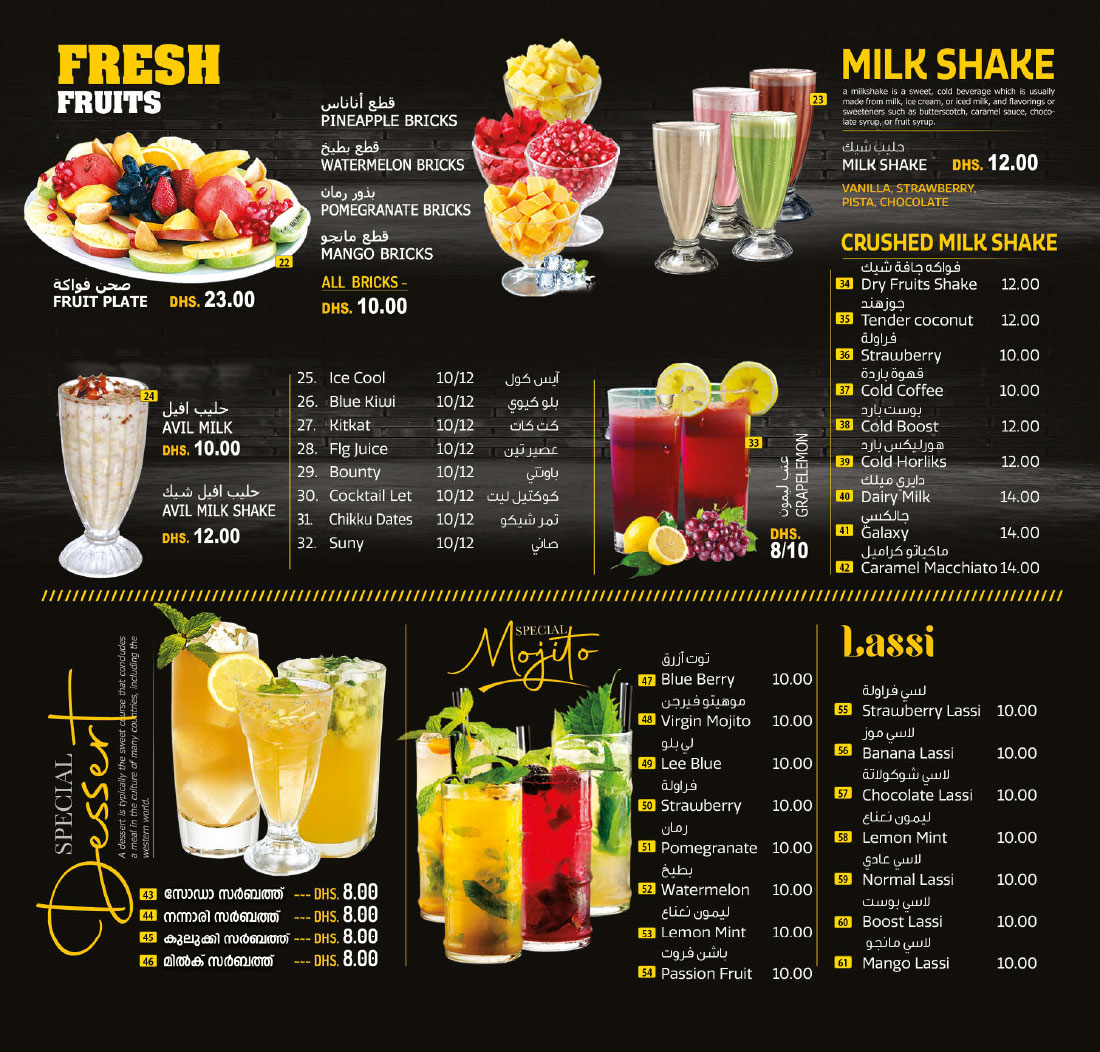 FRESH
FRUITS
22
صحي فواكة
FRUIT PLATE DHS. 23.00
قطع أناناس
PINEAPPLE BRICKS
قطع بطيخ
WATERMELON BRICKS
بذور رمان
POMEGRANATE BRICKS
قطع مانجو
MANGO BRICKS
ALL BRICKS ~
DHS. 10.00
23
MILK SHAKE
a milkshake is a sweet, cold beverage which is usually
made from milk, ice cream, or iced milk, and flavorings or
sweeteners such as butterscotch, caramel sauce, choco-
late syrup, or fruit syrup.
حليب شيك
MILK SHAKE DHS. 12.00
VANILLA, STRAWBERRY,
PISTA, CHOCOLATE
CRUSHED MILK SHAKE
فواكه جافة شيك
34 Dry Fruits Shake 12.00
جوزهند
35 Tender coconut 12.00
فراولة
36 Strawberry 10.00
قهوة باردة
37 Cold Coffee 10.00
بوست بارد
38 Cold Boost 12.00
هورليكس بارد
39 Cold Horliks 12.00
دايري ميلك
40 Dairy Milk 14.00
جالكسي
41 Galaxy 14.00
ماكياتو كراميل
42 Caramel Macchiato 14.00
24
حليب افيل
AVIL MILK
DHS. 10.00
حليب افيل شيك
AVIL MILK SHAKE
DHS. 12.00
25. Ice Cool 10/12 آيس كول
26. Blue Kiwi 10/12 بلو كيوي
27. Kitkat 10/12 كت كات
28. FIg Juice 10/12 عصير تين
29. Bounty 10/12 باونتي
30. Cocktail Let 10/12 كوكتيل ليت
31. Chikku Dates 10/12 تمر شيكو
32. Suny 10/12 صاني
33
عنب ليمون
GRAPELEMON
DHS.
8/10
SPECIAL
Dessert
A dessert is typically the sweet course that concludes
a meal in the culture of many countries, including the
western world.
43 സോഡാ സർബത്ത് --- DHS. 8.00
44 നന്നാരി സർബത്ത് --- DHS. 8.00
45 കുലുക്കി സർബത്ത് --- DHS. 8.00
46 മിൽക് സർബത്ത് --- DHS. 8.00
SPECIAL
Mojito
توت أزرق
47 Blue Berry 10.00
موهيتو فيرجن
48 Virgin Mojito 10.00
لي بلو
49 Lee Blue 10.00
فراولة
50 Strawberry 10.00
رمان
51 Pomegranate 10.00
بطيخ
52 Watermelon 10.00
ليمون نعناع
53 Lemon Mint 10.00
باشن فروت
54 Passion Fruit 10.00
Lassi
لسي فراولة
55 Strawberry Lassi 10.00
لاسي موز
56 Banana Lassi 10.00
لاسي شوكولاتة
57 Chocolate Lassi 10.00
ليمون نعناع
58 Lemon Mint 10.00
لاسي عادي
59 Normal Lassi 10.00
لاسي بوست
60 Boost Lassi 10.00
لاسي مانجو
61 Mango Lassi 10.00